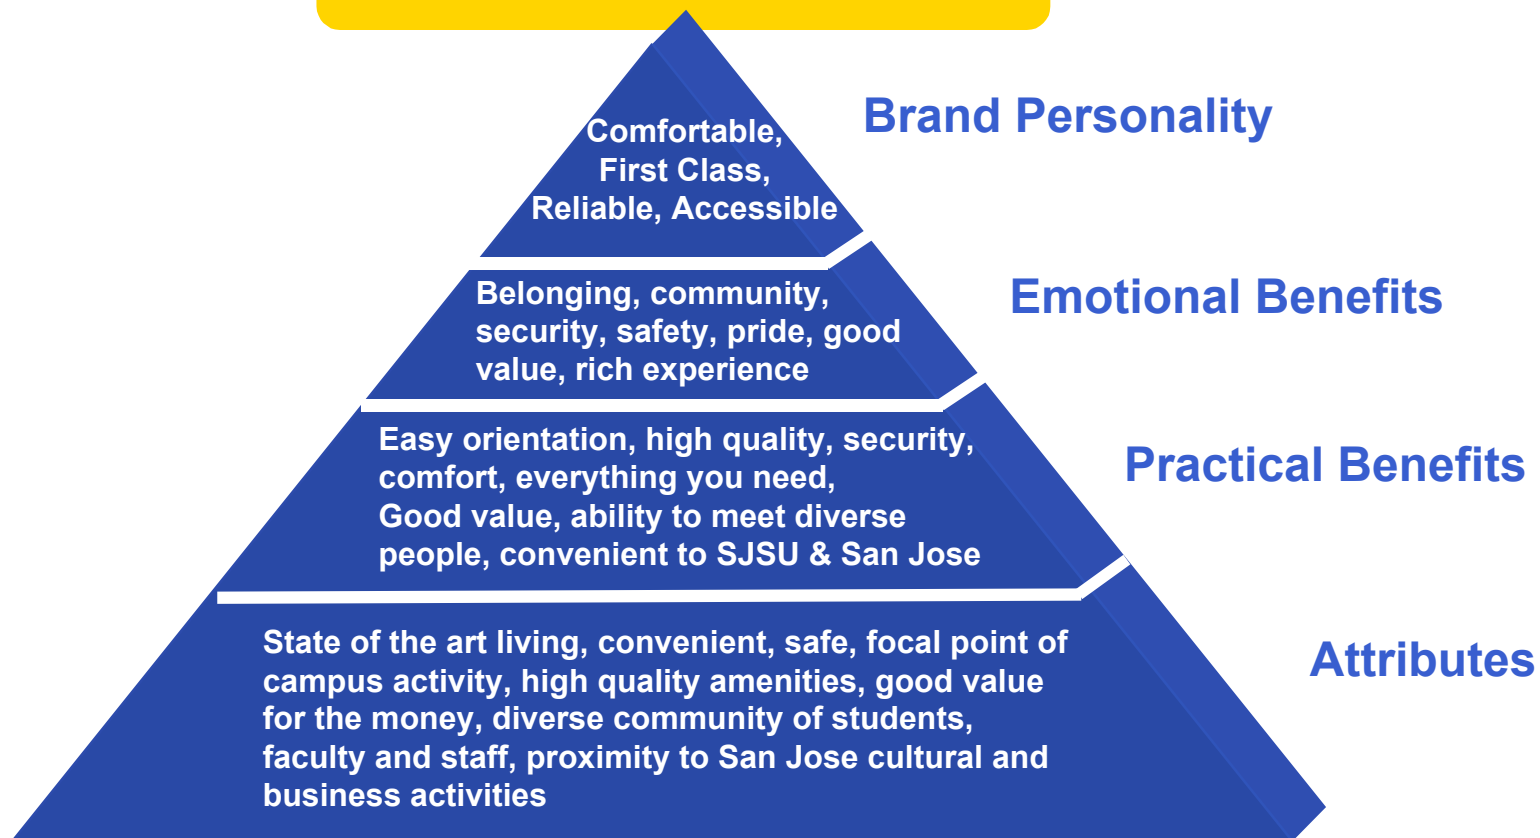 Brand Personality
Comfortable,
First Class,
Reliable, Accessible
Emotional Benefits
Belonging, community,
security, safety, pride, good
value, rich experience
Practical Benefits
Easy orientation, high quality, security,
comfort, everything you need,
Good value, ability to meet diverse
people, convenient to SJSU & San Jose
Attributes
State of the art living, convenient, safe, focal point of
campus activity, high quality amenities, good value
for the money, diverse community of students,
faculty and staff, proximity to San Jose cultural and
business activities